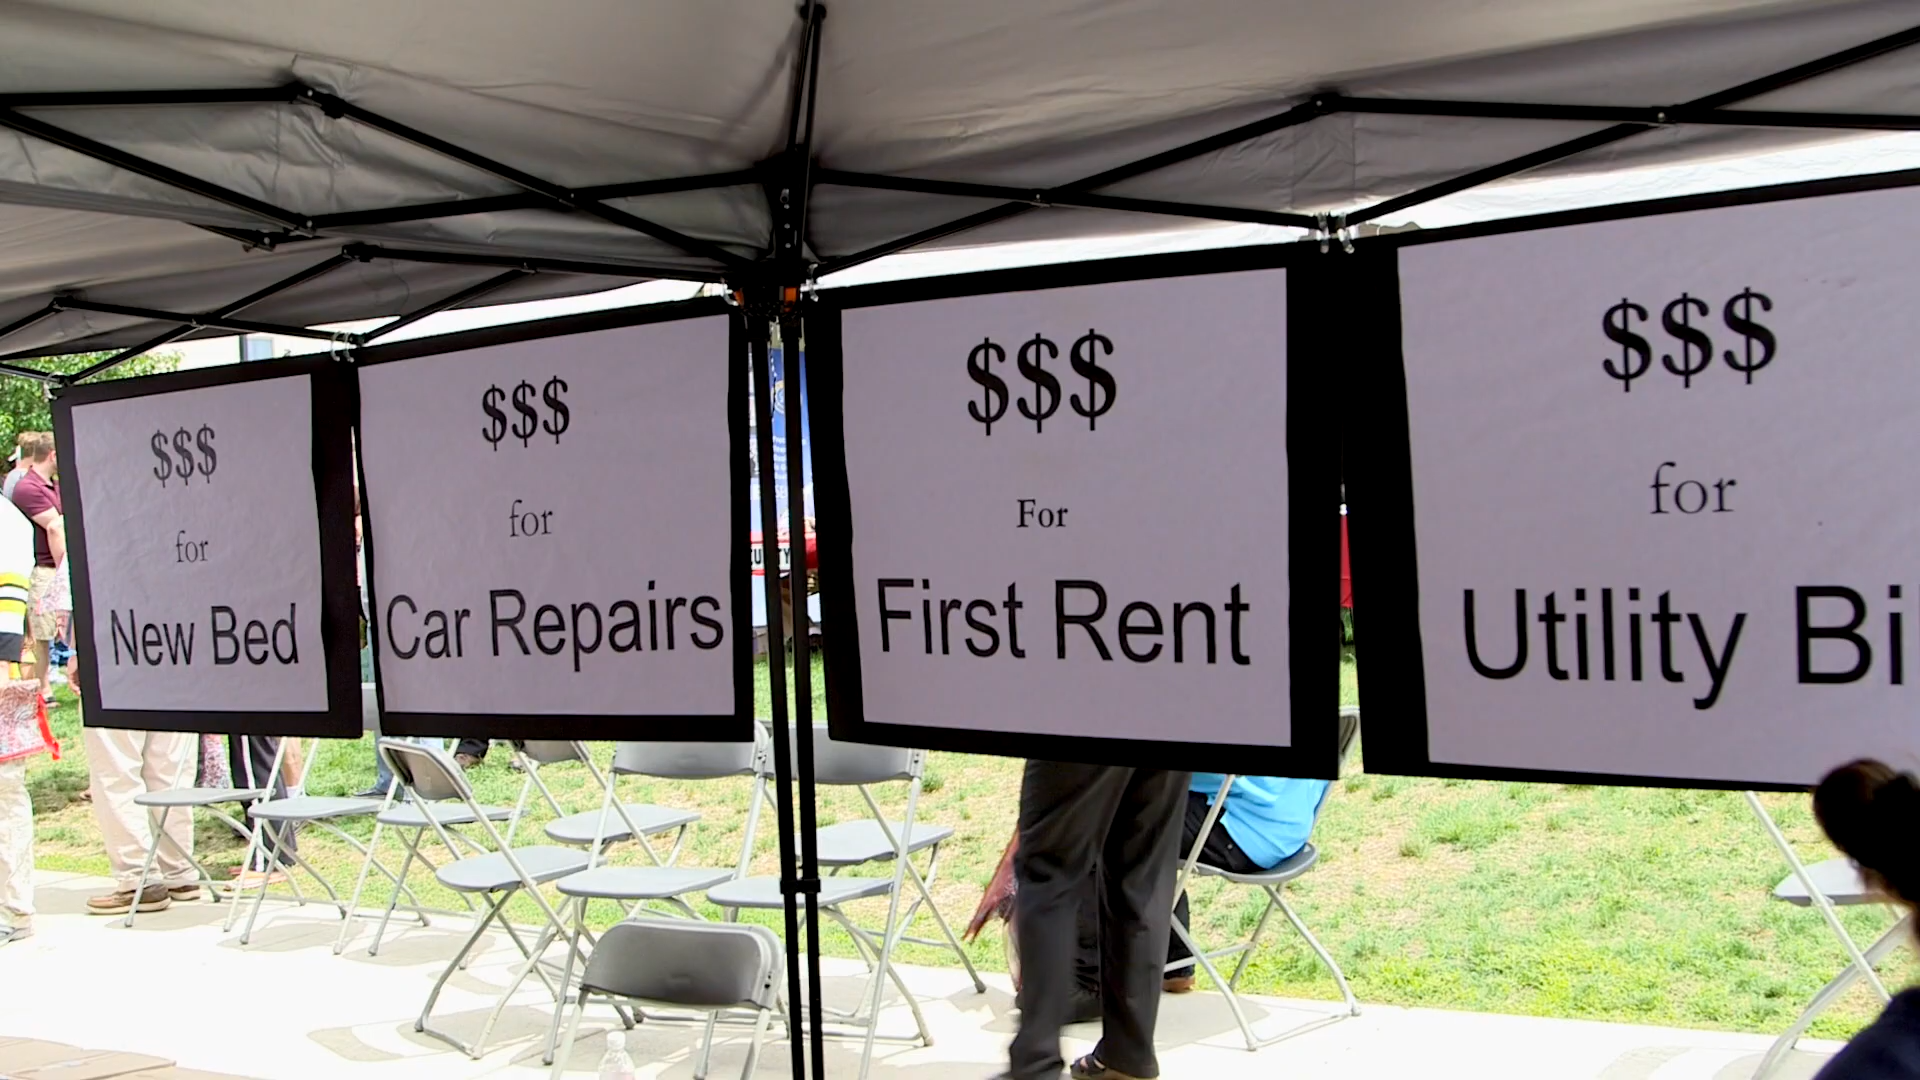 $$$
for
New Bed
$$$
for
Car Repairs
$$$
For
First Rent
$$$
for
Utility Bi